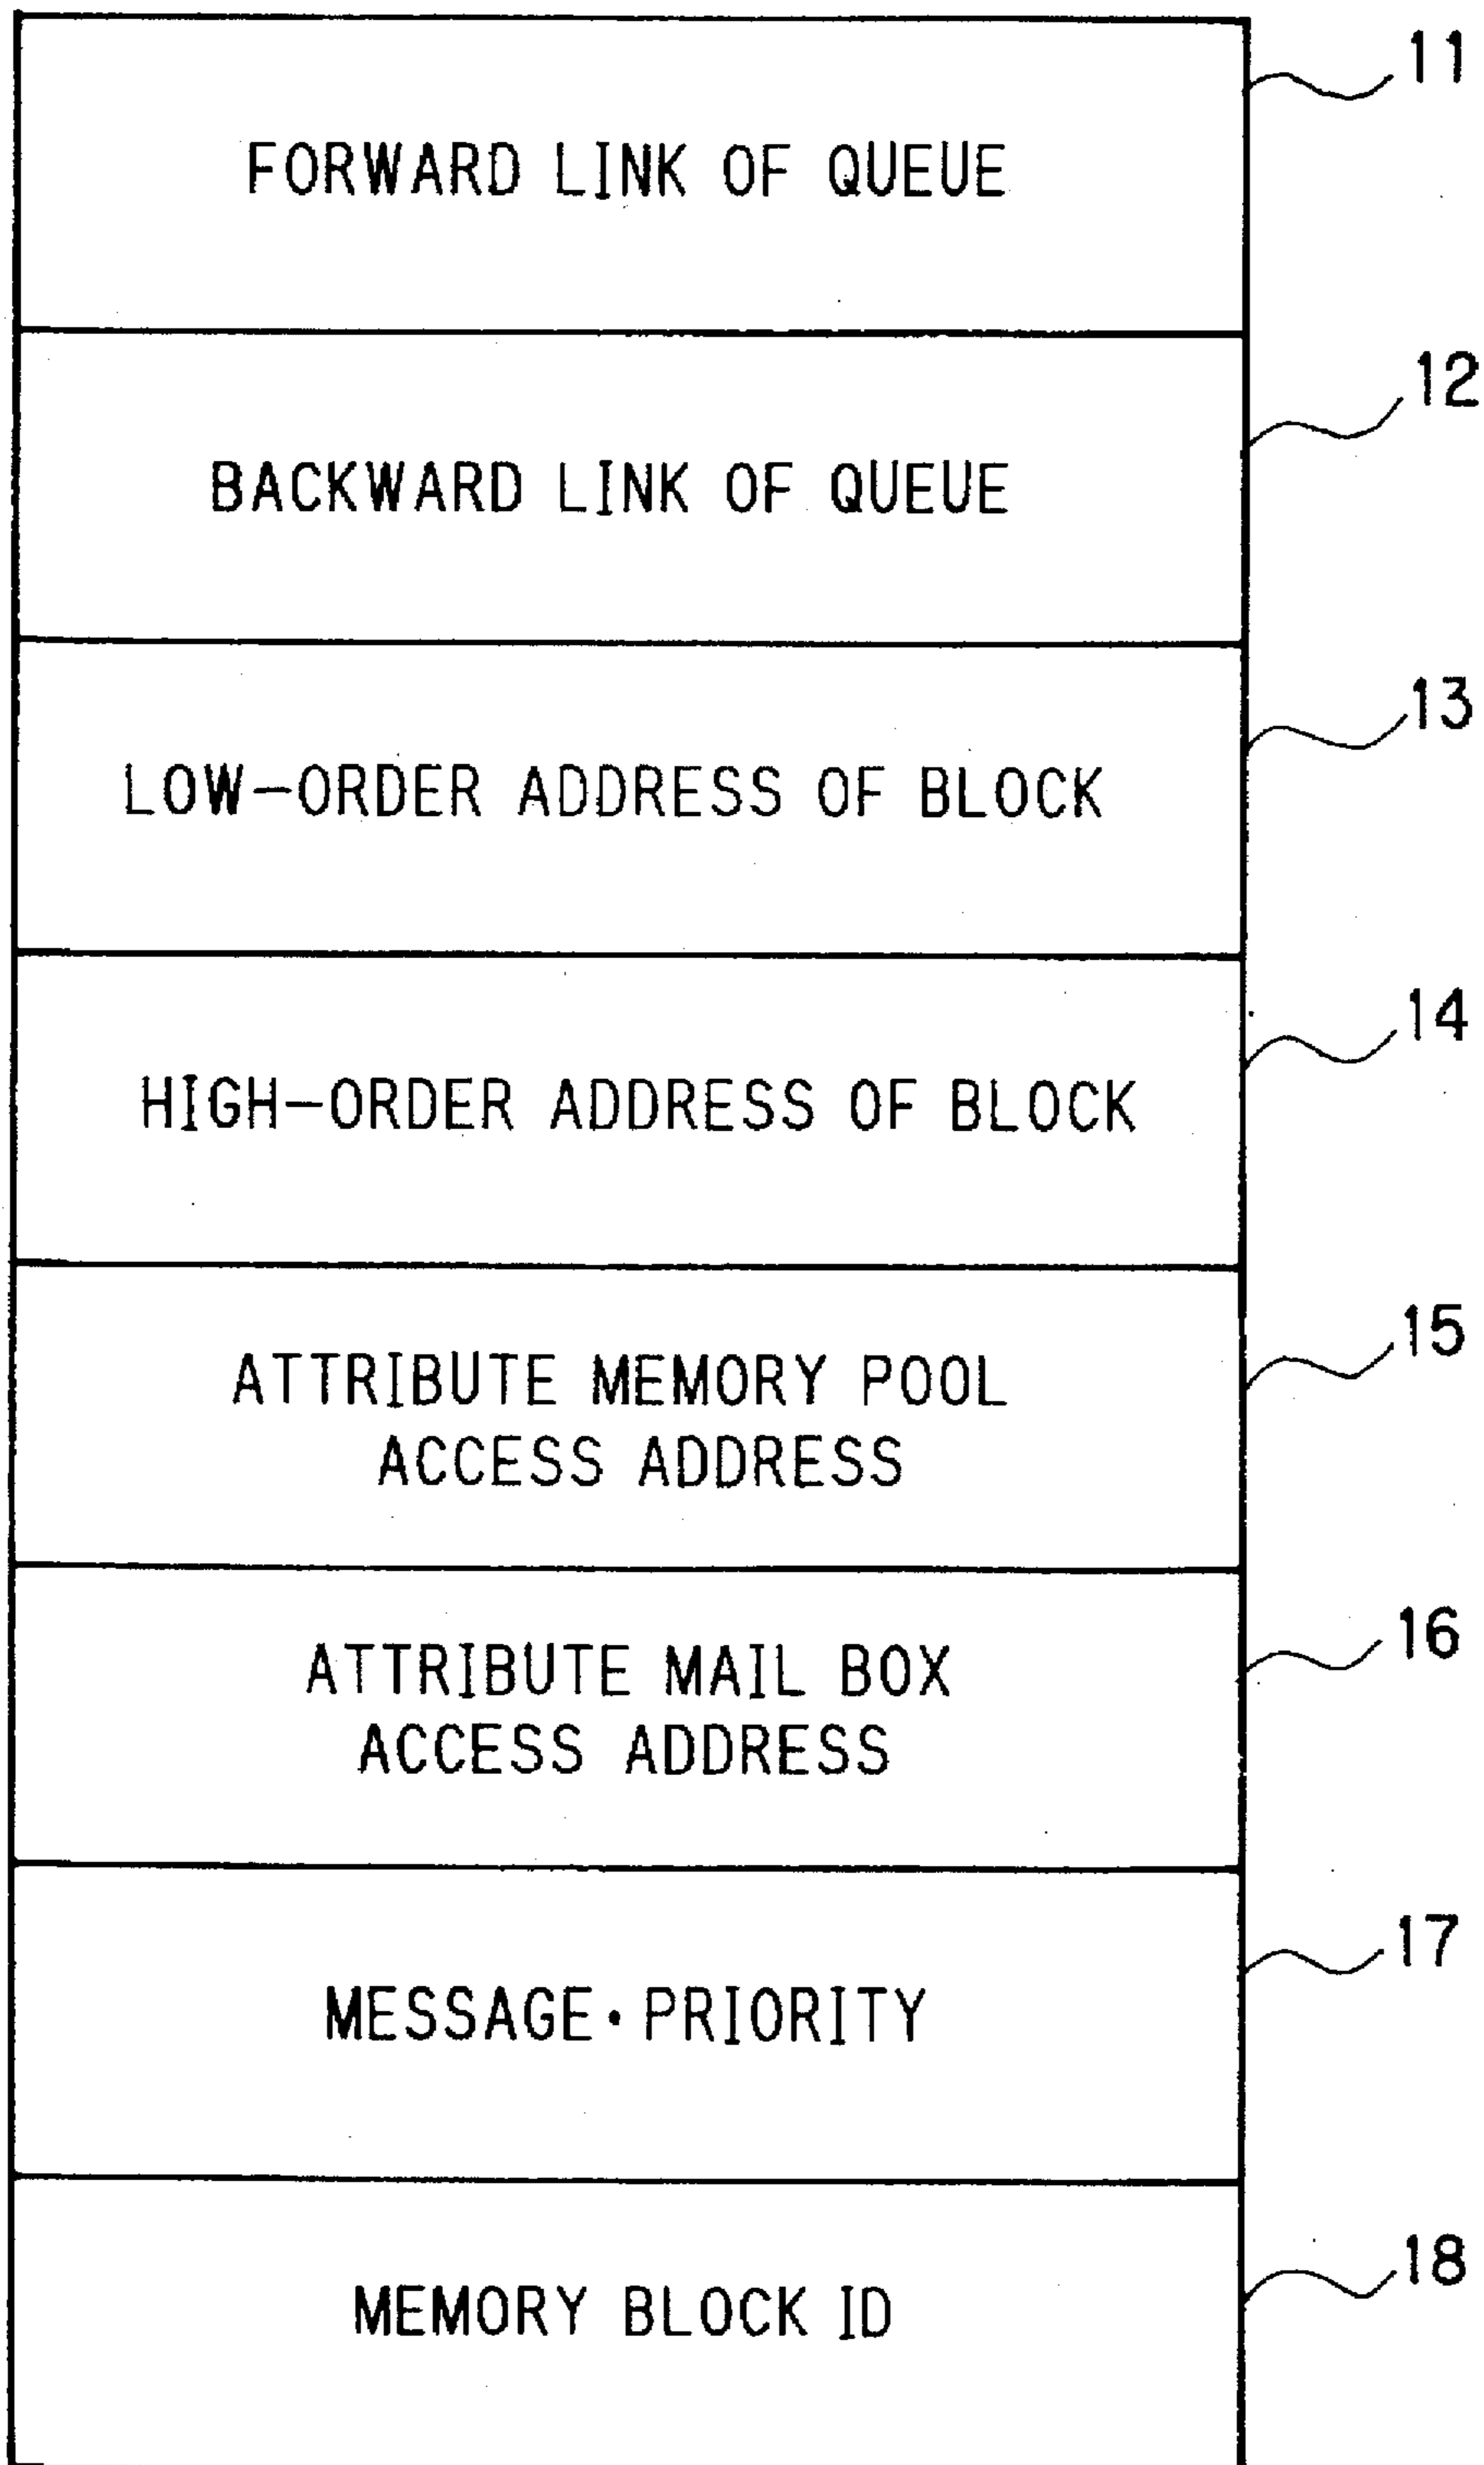 11
FORWARD LINK OF QUEUE
12
BACKWARD LINK OF QUEUE
13
LOW-ORDER ADDRESS OF BLOCK
14
HIGH-ORDER ADDRESS OF BLOCK
15
ATTRIBUTE MEMORY POOL
ACCESS ADDRESS
16
ATTRIBUTE MAIL BOX
ACCESS ADDRESS
17
MESSAGE・PRIORITY
18
MEMORY BLOCK ID